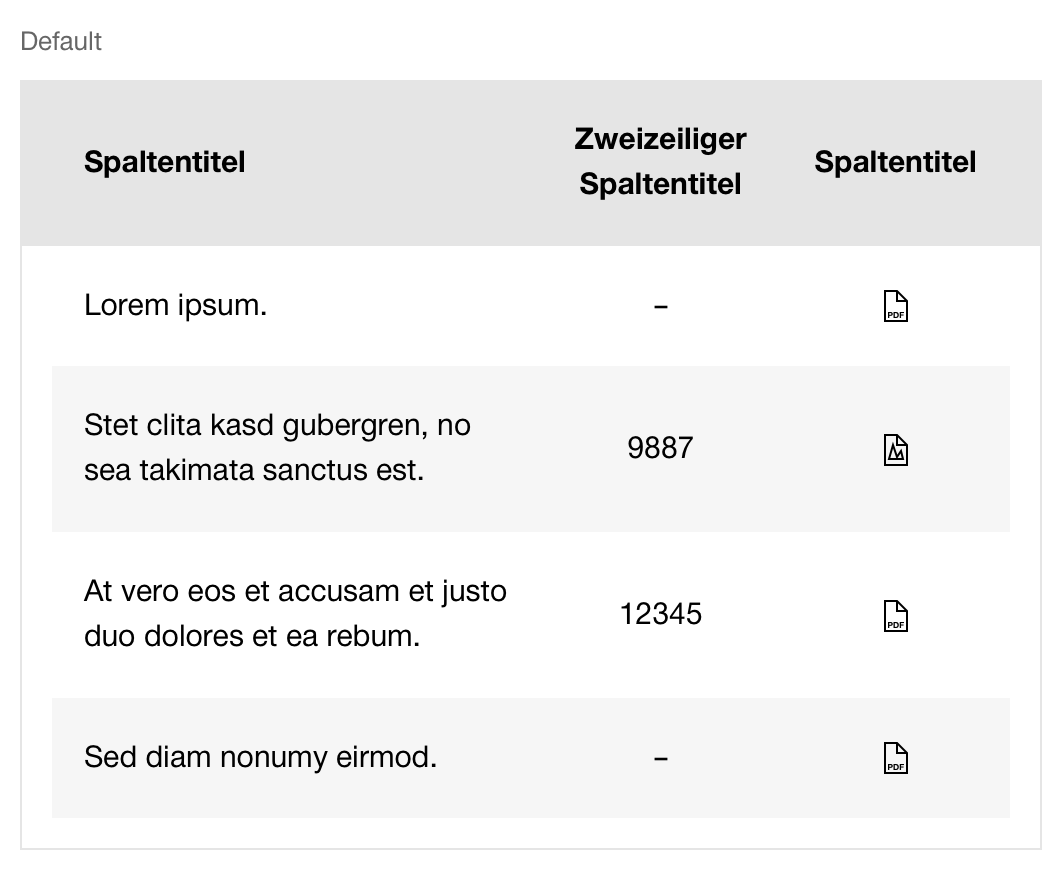 Default
Spaltentitel
Zweizeiliger
Spaltentitel
Spaltentitel
Lorem ipsum.
–
PDF
Stet clita kasd gubergren, no
sea takimata sanctus est.
9887
At vero eos et accusam et justo
duo dolores et ea rebum.
12345
PDF
Sed diam nonumy eirmod.
–
PDF